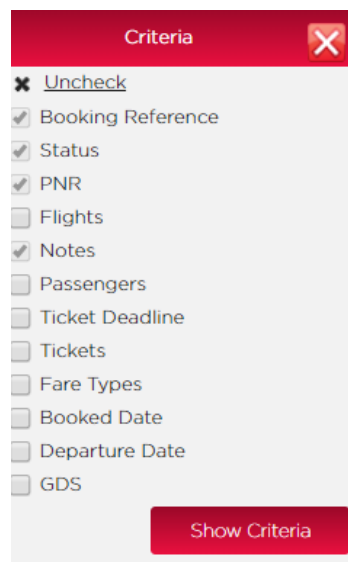 Criteria
Uncheck
Booking Reference
Status
PNR
Flights
Notes
Passengers
Ticket Deadline
Tickets
Fare Types
Booked Date
Departure Date
GDS
Show Criteria